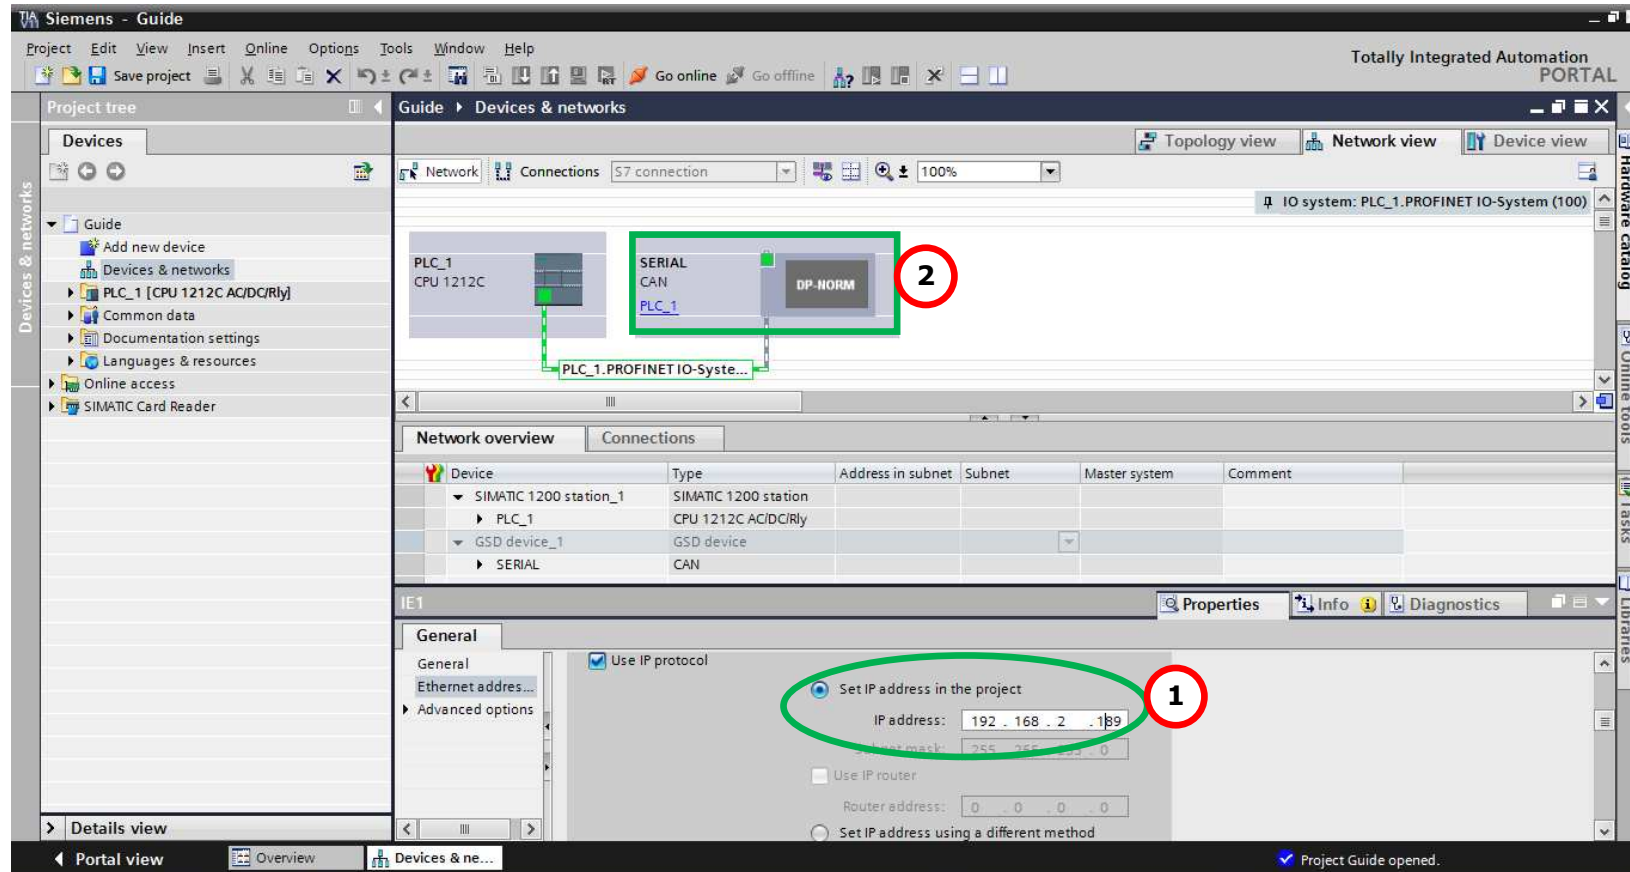 Siemens - Guide
Project Edit View Insert Online Options Tools Window Help
Totally Integrated Automation
PORTAL
Save project Go online Go offline
Project tree
Guide Devices & networks
Devices
Topology view Network view Device view
Network Connections S7 connection 100%
IO system: PLC_1.PROFINET IO-System (100)
Guide
Add new device
Devices & networks
PLC_1 [CPU 1212C AC/DC/Rly]
Common data
Documentation settings
Languages & resources
Online access
SIMATIC Card Reader
Devices & networks
PLC_1
CPU 1212C
SERIAL
CAN
PLC_1
DP-NORM
2
PLC_1.PROFINET IO-Syste...
Network overview Connections
Device Type Address in subnet Subnet Master system Comment
SIMATIC 1200 station_1 SIMATIC 1200 station
PLC_1 CPU 1212C AC/DC/Rly
GSD device_1 GSD device
SERIAL CAN
IE1
Properties Info Diagnostics
General
General
Ethernet addres...
Advanced options
Use IP protocol
Set IP address in the project
IP address: 192 . 168 . 2 . 189
1
Subnet mask: 255 . 255 . 255 . 0
Use IP router
Router address: 0 . 0 . 0 . 0
Set IP address using a different method
Hardware catalog
Online tools
Tasks
Libraries
Details view
Portal view Overview Devices & ne...
Project Guide opened.